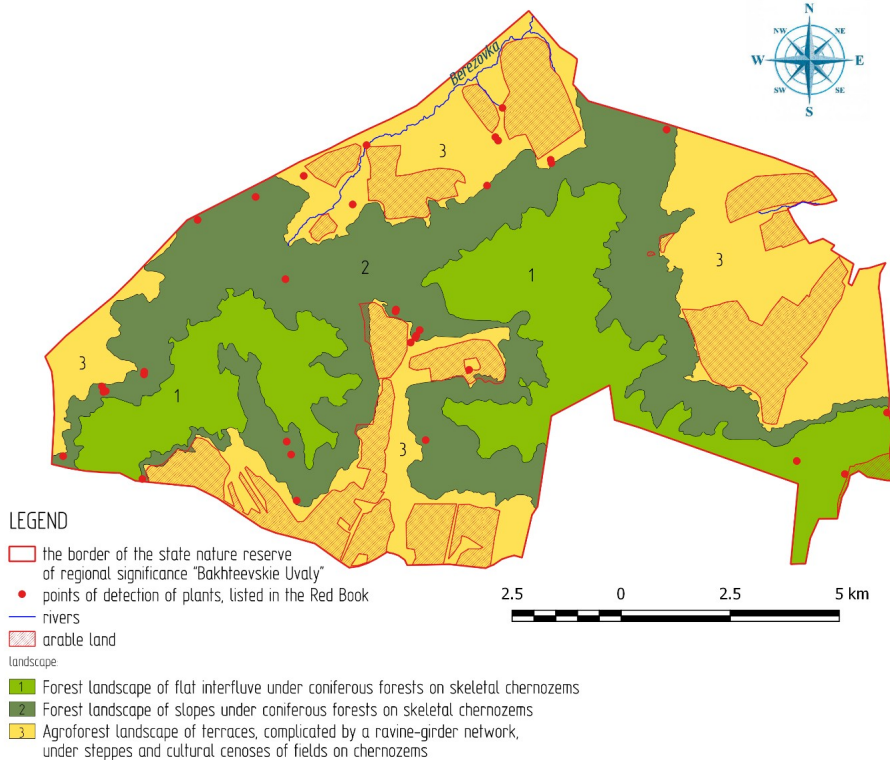 N
NW
NE
W
E
SW
SE
S
Berezovka
3
3
2
1
3
1
3
LEGEND
the border of the state nature reserve
of regional significance "Bakhteevskie Uvaly"
points of detection of plants, listed in the Red Book
rivers
arable land
landscape
1 Forest landscape of flat interfluve under coniferous forests on skeletal chernozems
2 Forest landscape of slopes under coniferous forests on skeletal chernozems
3 Agroforest landscape of terraces, complicated by a ravine-girder network,
under steppes and cultural cenoses of fields on chernozems
2.5 0 2.5 5 km